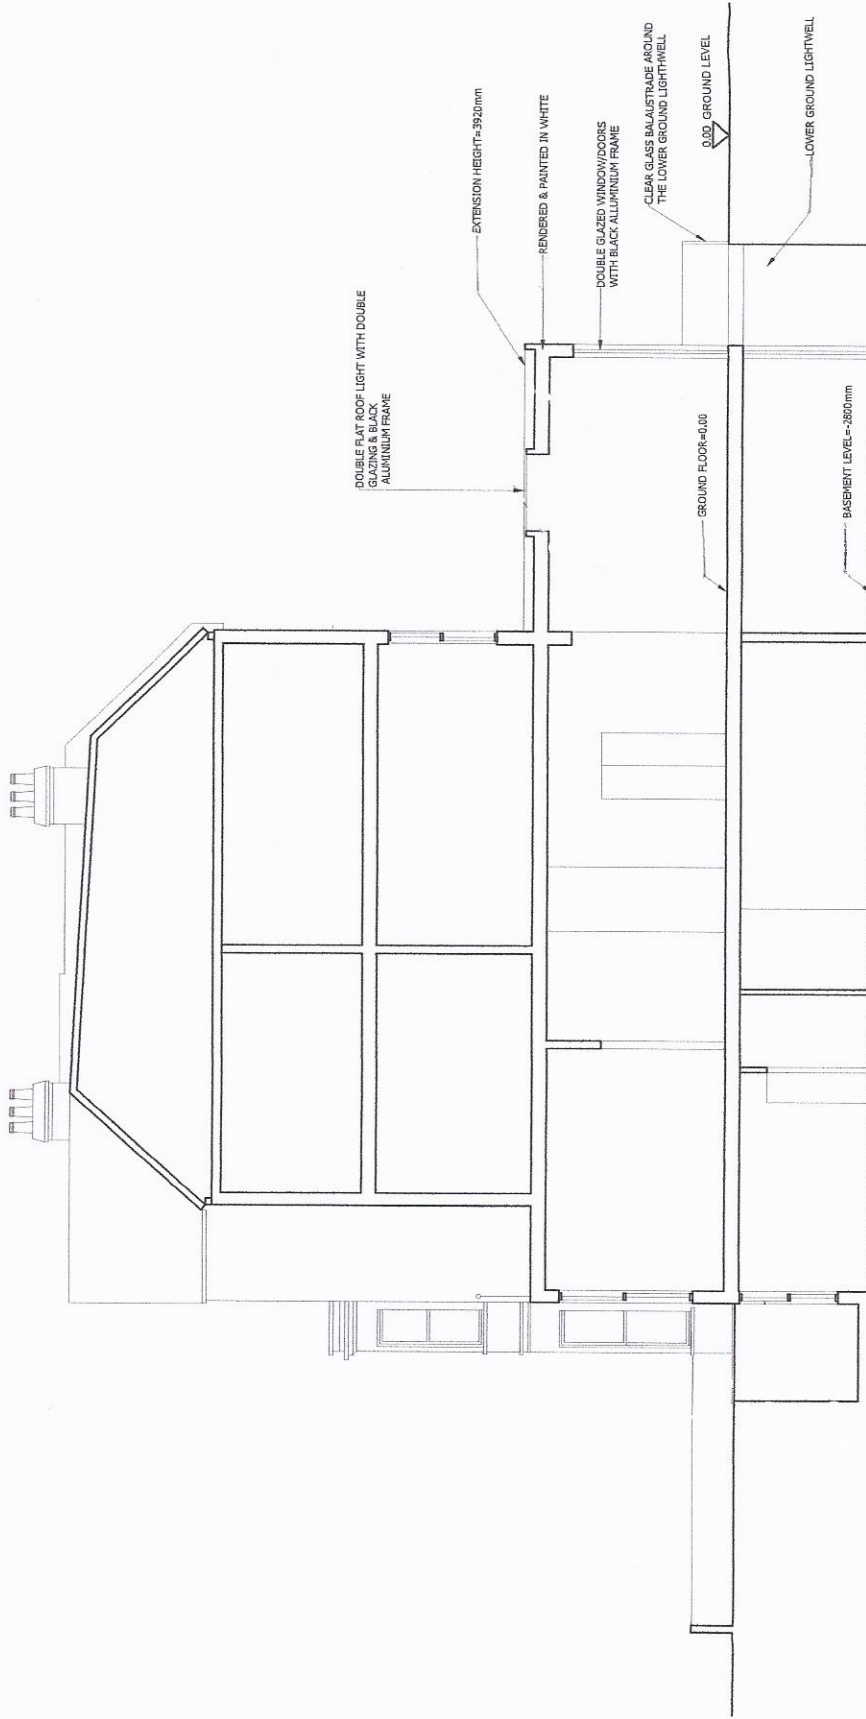 DOUBLE FLAT ROOF LIGHT WITH DOUBLE
GLAZING & BLACK
ALUMINIUM FRAME
EXTENSION HEIGHT=3920mm
RENDERED & PAINTED IN WHITE
DOUBLE GLAZED WINDOW/DOORS
WITH BLACK ALLUMINIUM FRAME
CLEAR GLASS BALAUSTRADE AROUND
THE LOWER GROUND LIGHTHWELL
0.00 GROUND LEVEL
LOWER GROUND LIGHTWELL
GROUND FLOOR=0.00
BASEMENT LEVEL=-2800mm